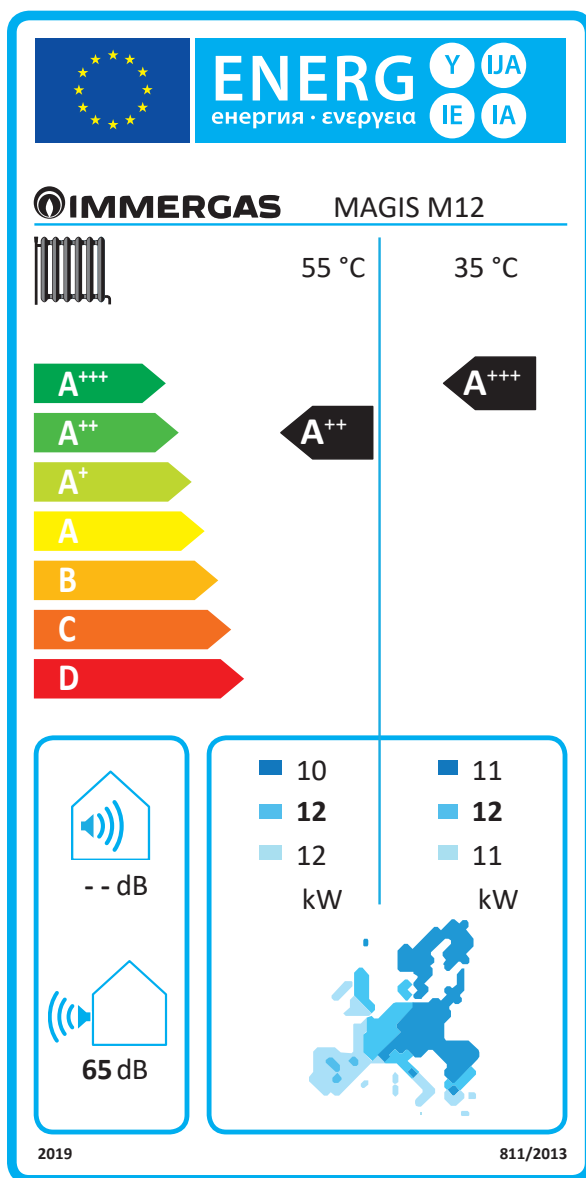 ENERG Y IJA
енергия · ενεργεια IE IA
IMMERGAS MAGIS M12
55 °C 35 °C
A+++ A+++
A++ A++
A+
A
B
C
D
10 11
12 12
12 11
kW kW
- - dB
65 dB
2019 811/2013